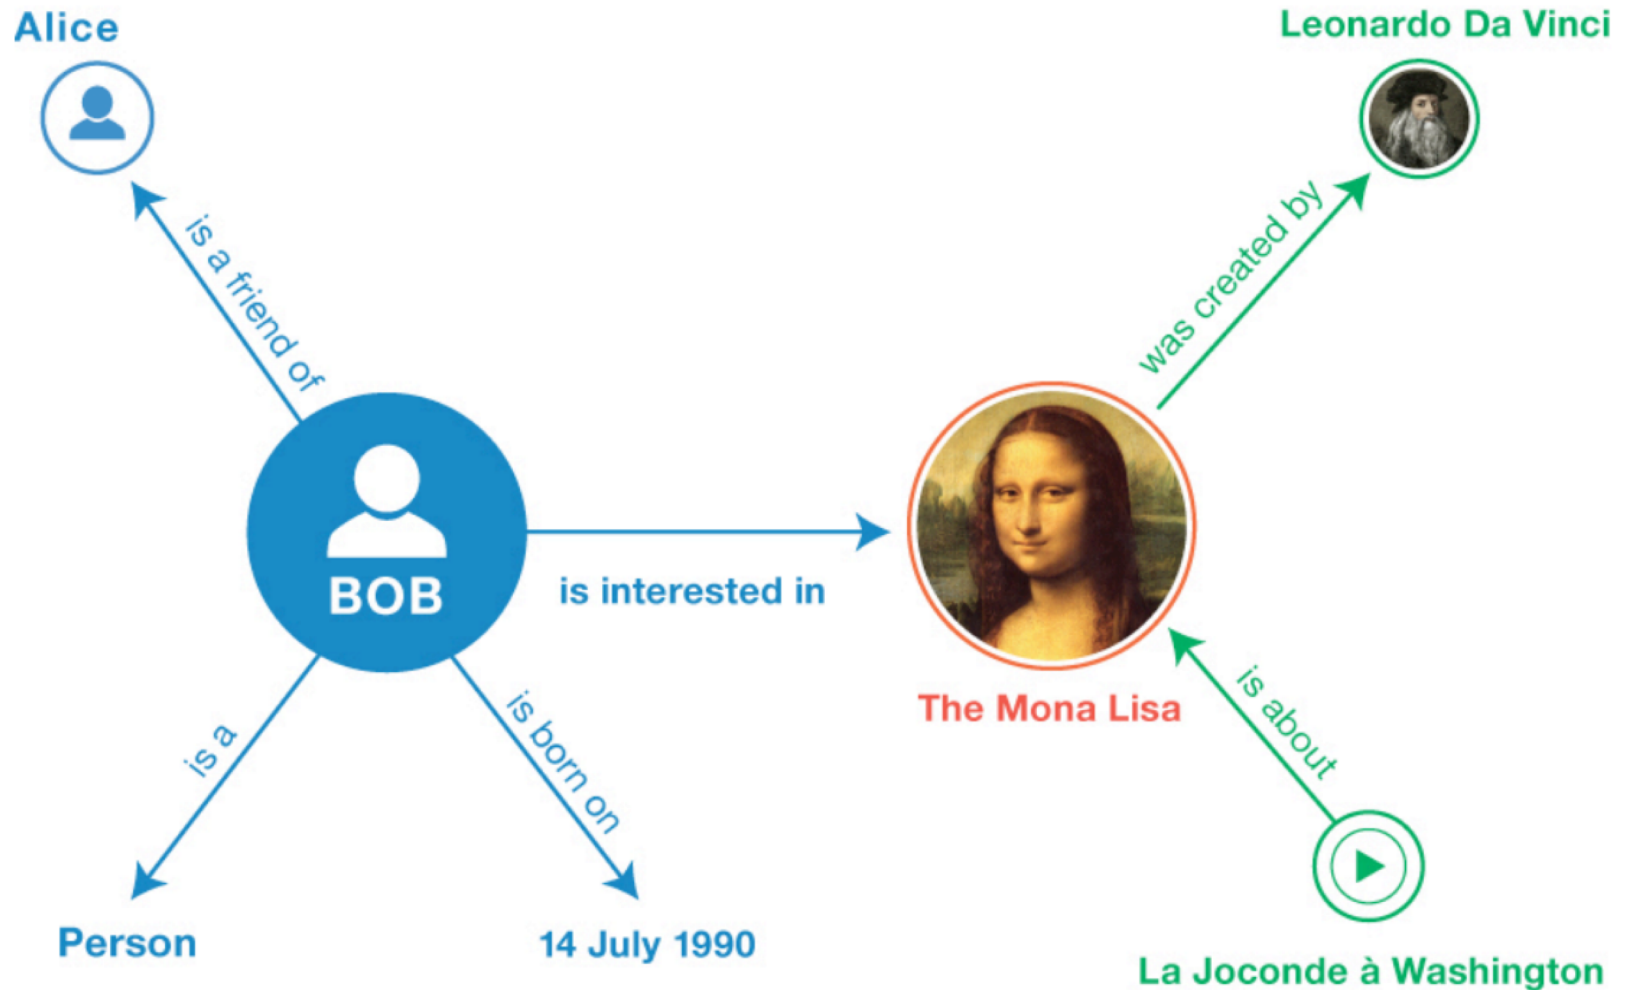 Alice
Leonardo Da Vinci
is a friend of
was created by
BOB
is interested in
The Mona Lisa
is a
is born on
is about
Person
14 July 1990
La Joconde à Washington